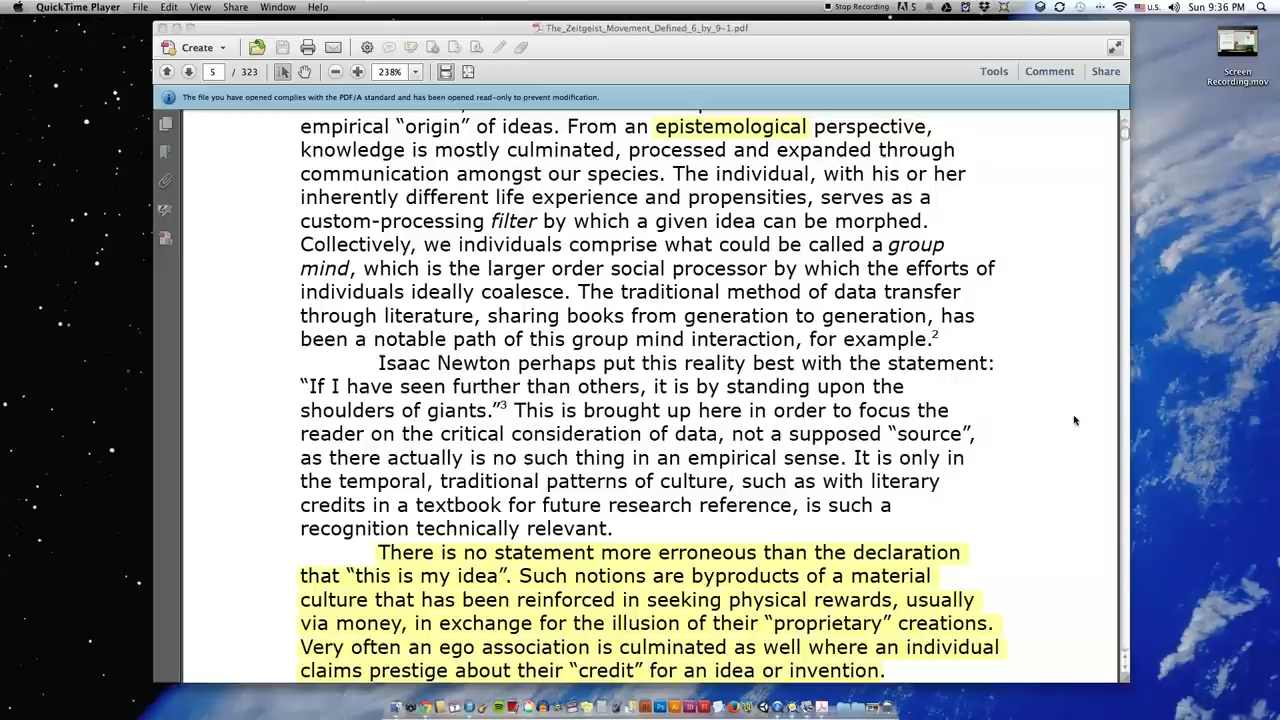 QuickTime Player File Edit View Share Window Help
Stop Recording 5 U.S. Sun 9:36 PM
The_Zeitgeist_Movement_Defined_6_by_9-1.pdf
Create
5 / 323 238% Tools Comment Share
The file you have opened complies with the PDF/A standard and has been opened read-only to prevent modification.
empirical “origin” of ideas. From an epistemological perspective,
knowledge is mostly culminated, processed and expanded through
communication amongst our species. The individual, with his or her
inherently different life experience and propensities, serves as a
custom-processing filter by which a given idea can be morphed.
Collectively, we individuals comprise what could be called a group
mind, which is the larger order social processor by which the efforts of
individuals ideally coalesce. The traditional method of data transfer
through literature, sharing books from generation to generation, has
been a notable path of this group mind interaction, for example.2
Isaac Newton perhaps put this reality best with the statement:
“If I have seen further than others, it is by standing upon the
shoulders of giants.”3 This is brought up here in order to focus the
reader on the critical consideration of data, not a supposed “source”,
as there actually is no such thing in an empirical sense. It is only in
the temporal, traditional patterns of culture, such as with literary
credits in a textbook for future research reference, is such a
recognition technically relevant.
There is no statement more erroneous than the declaration
that “this is my idea”. Such notions are byproducts of a material
culture that has been reinforced in seeking physical rewards, usually
via money, in exchange for the illusion of their “proprietary” creations.
Very often an ego association is culminated as well where an individual
claims prestige about their “credit” for an idea or invention.
Screen
Recording.mov